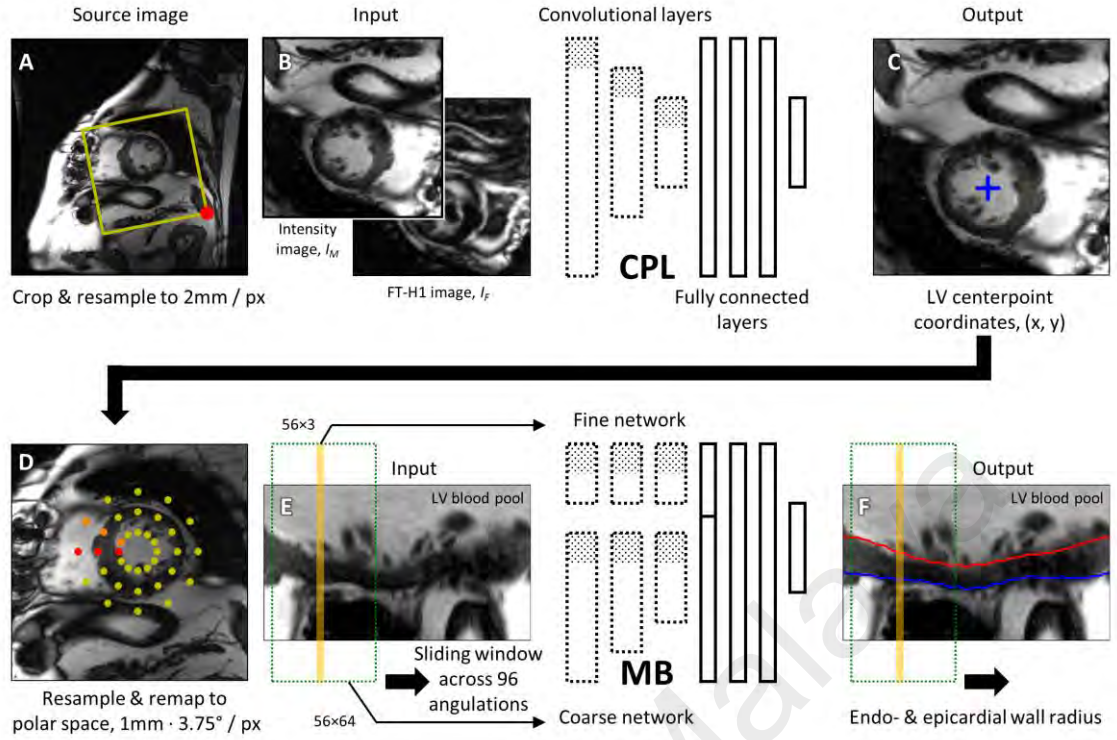 Source image
Input
Convolutional layers
Output
A
B
C
Intensity
image, I_M
FT-H1 image, I_F
CPL
Crop & resample to 2mm / px
Fully connected
layers
LV centerpoint
coordinates, (x, y)
56×3
Fine network
D
Input
Output
E
LV blood pool
F
LV blood pool
Sliding window
across 96
angulations
MB
Resample & remap to
polar space, 1mm · 3.75° / px
56×64
Coarse network
Endo- & epicardial wall radius